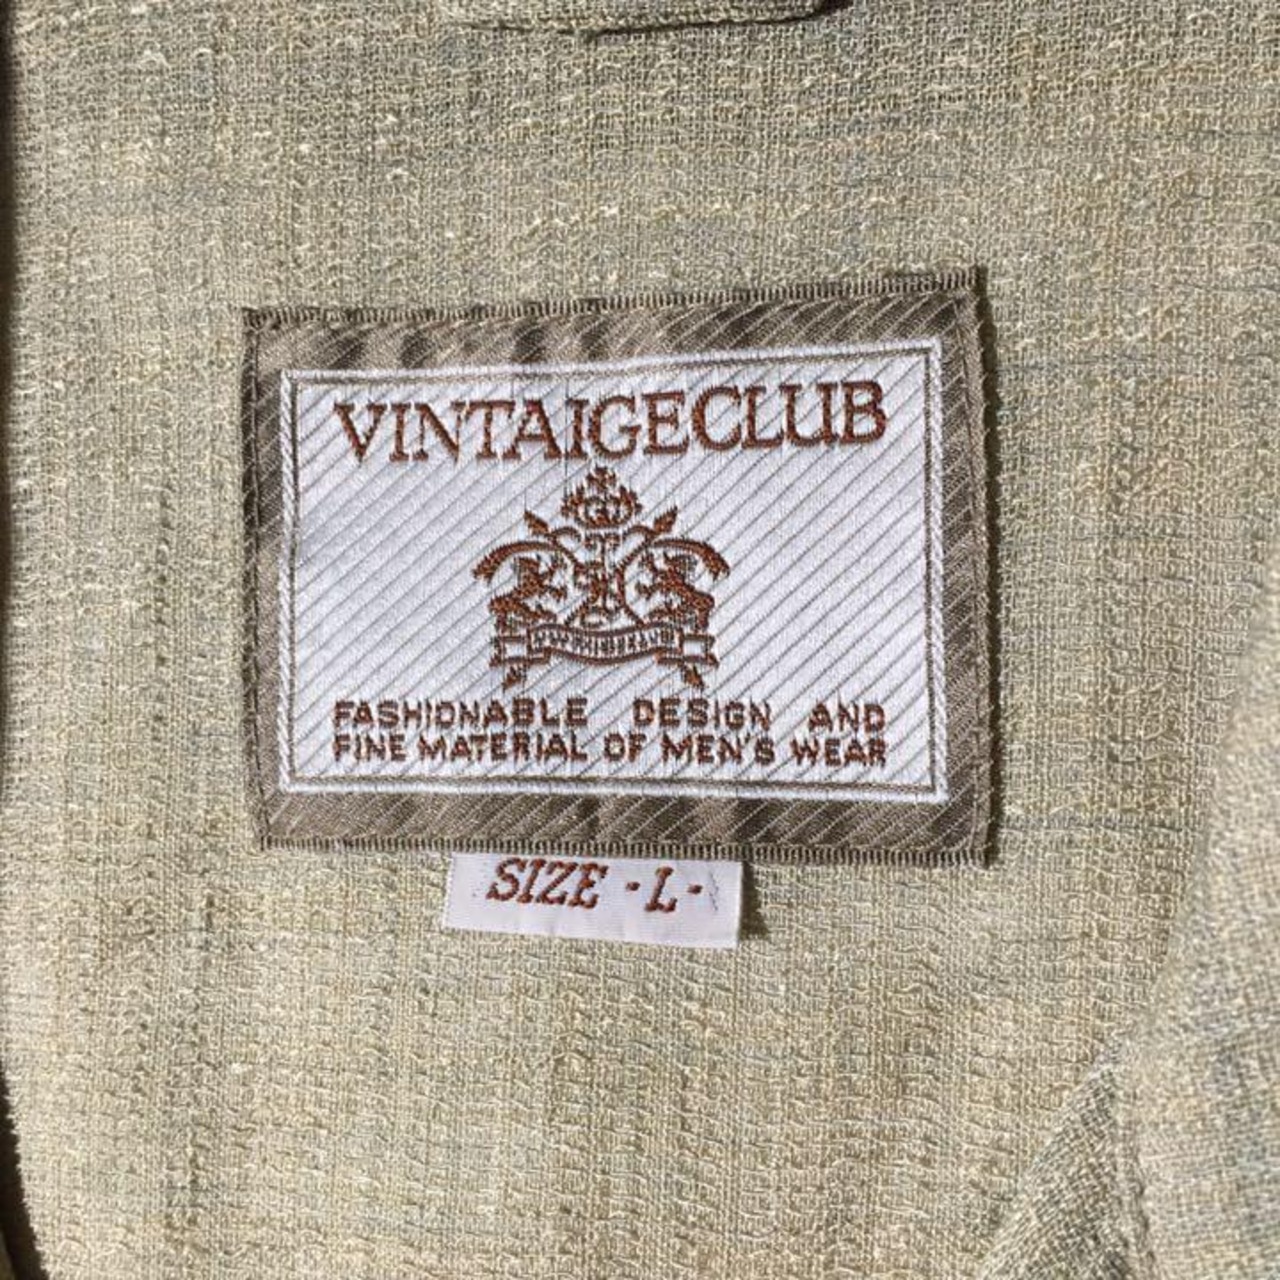 VINTAIGECLUB
FASHIONABLE DESIGN AND
FINE MATERIAL OF MEN'S WEAR
SIZE -L-